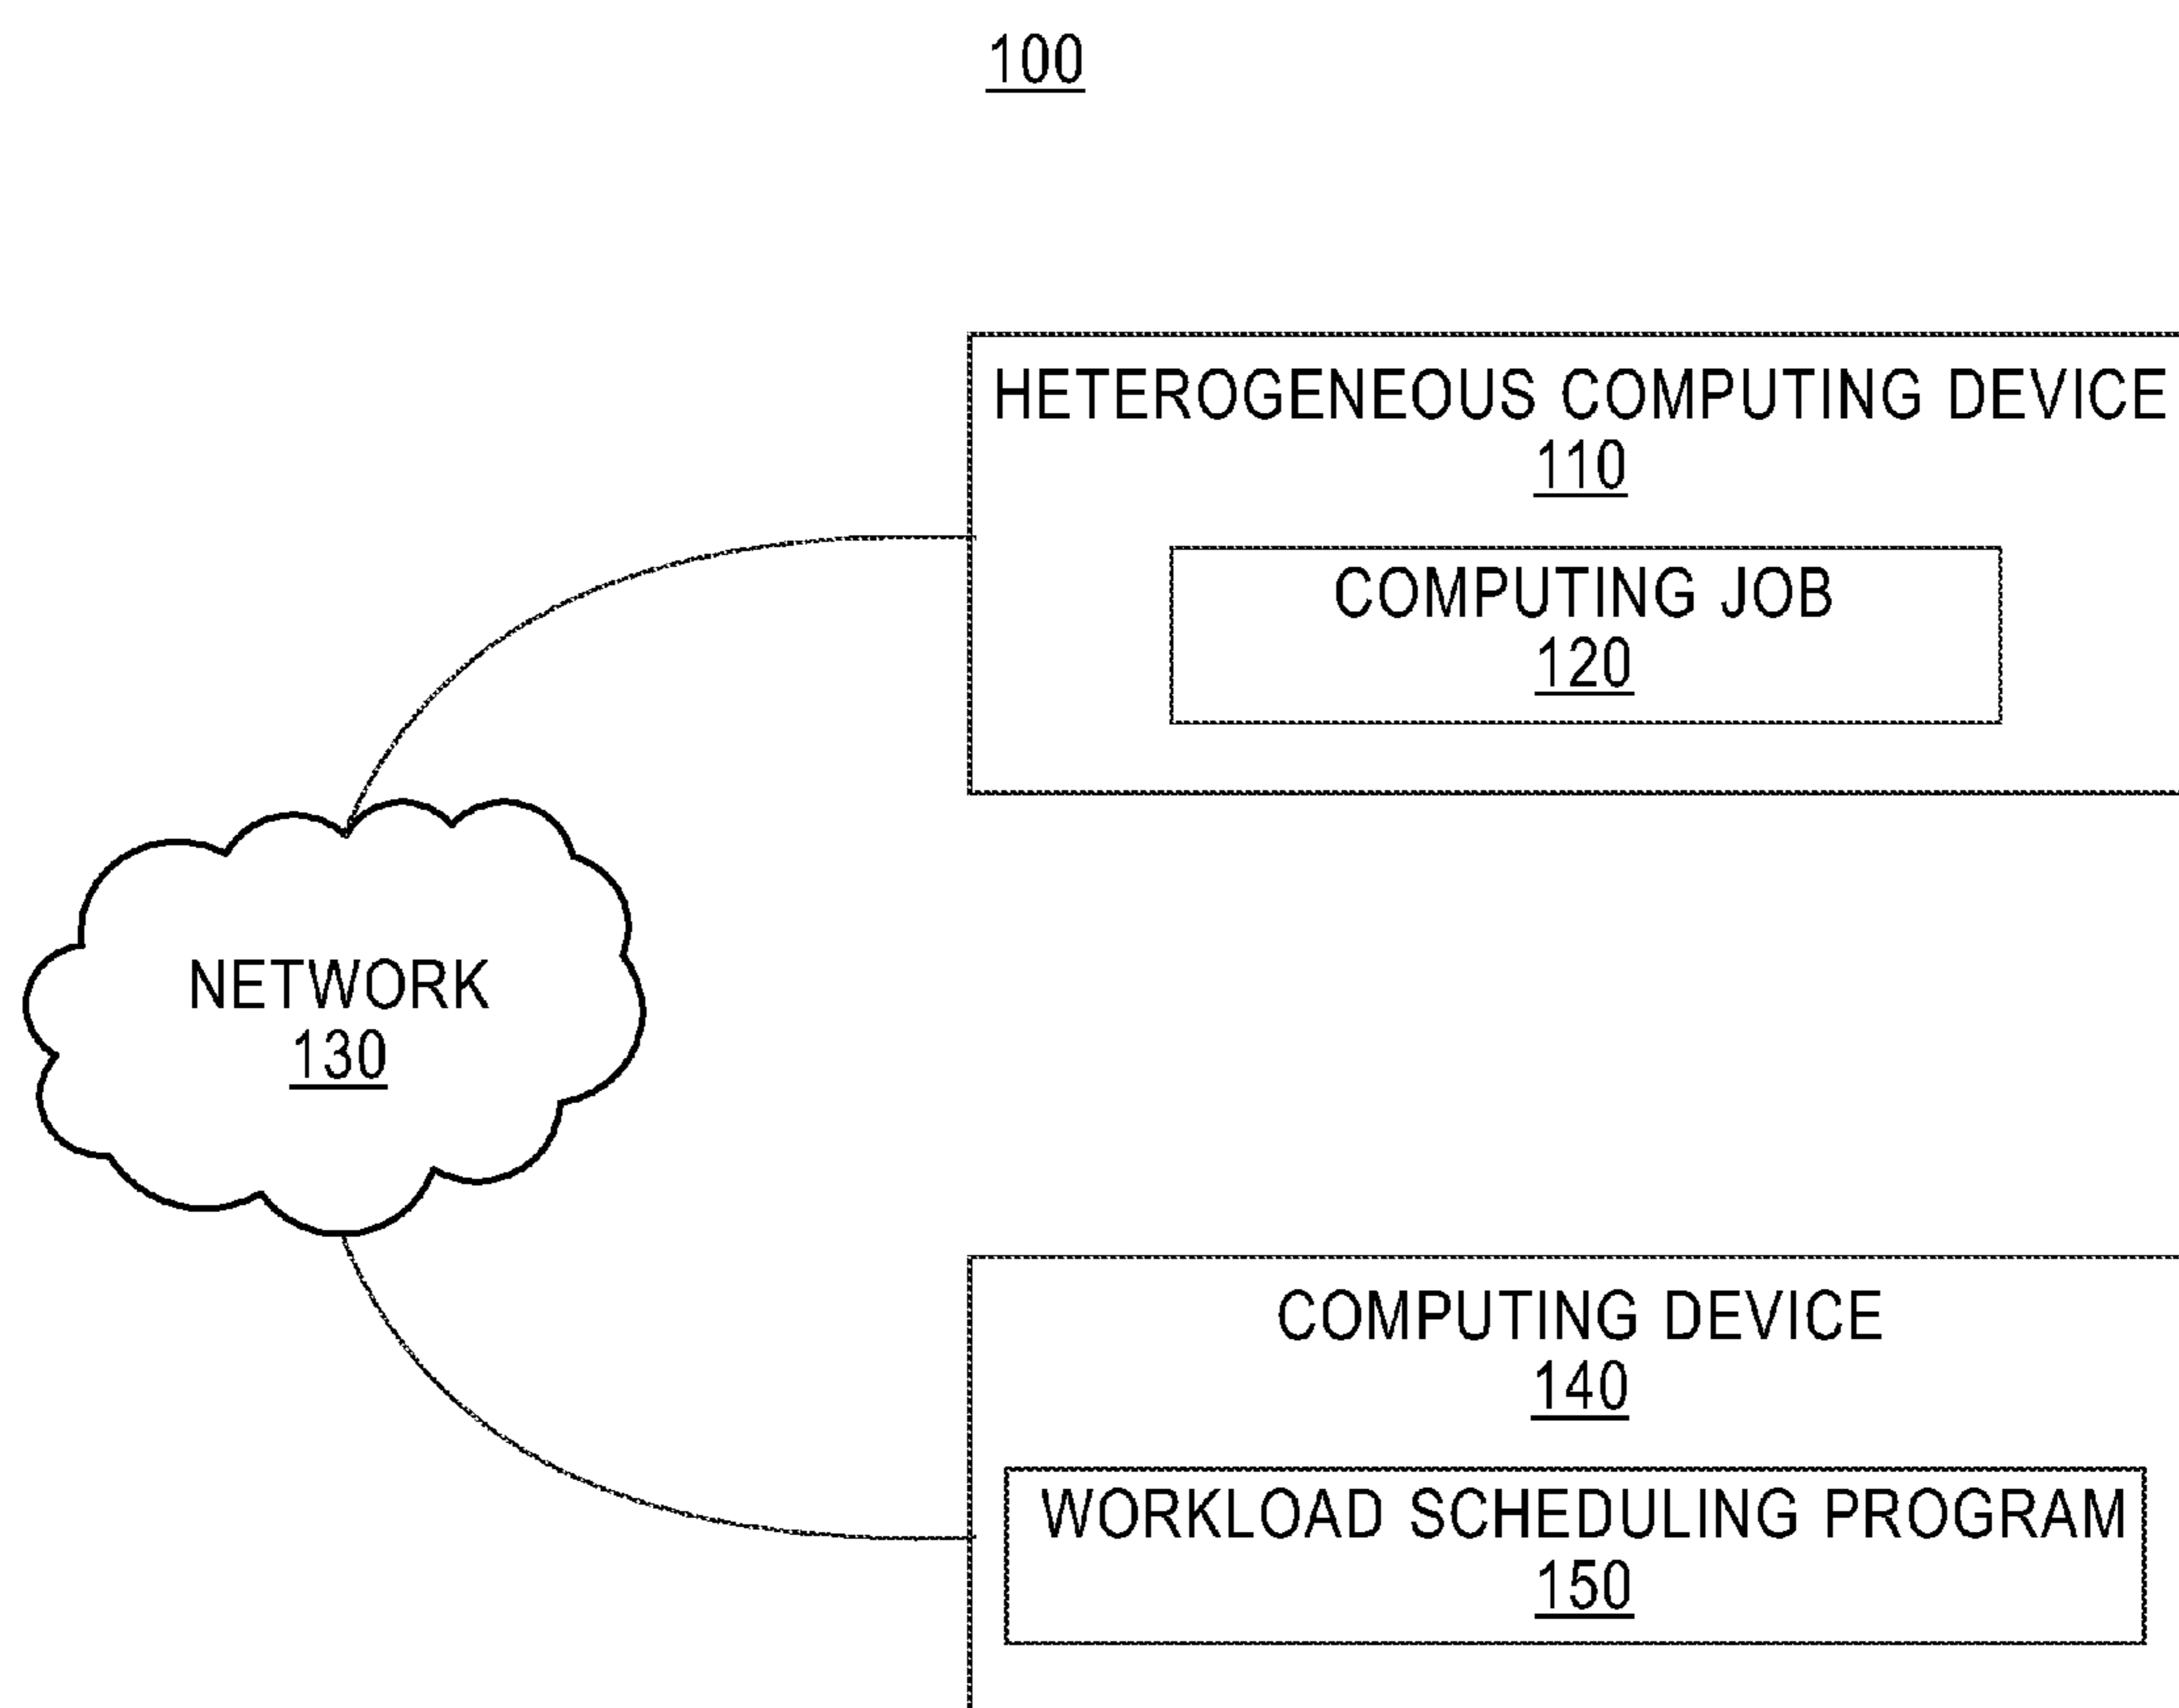 100
HETEROGENEOUS COMPUTING DEVICE
110
COMPUTING JOB
120
NETWORK
130
COMPUTING DEVICE
140
WORKLOAD SCHEDULING PROGRAM
150